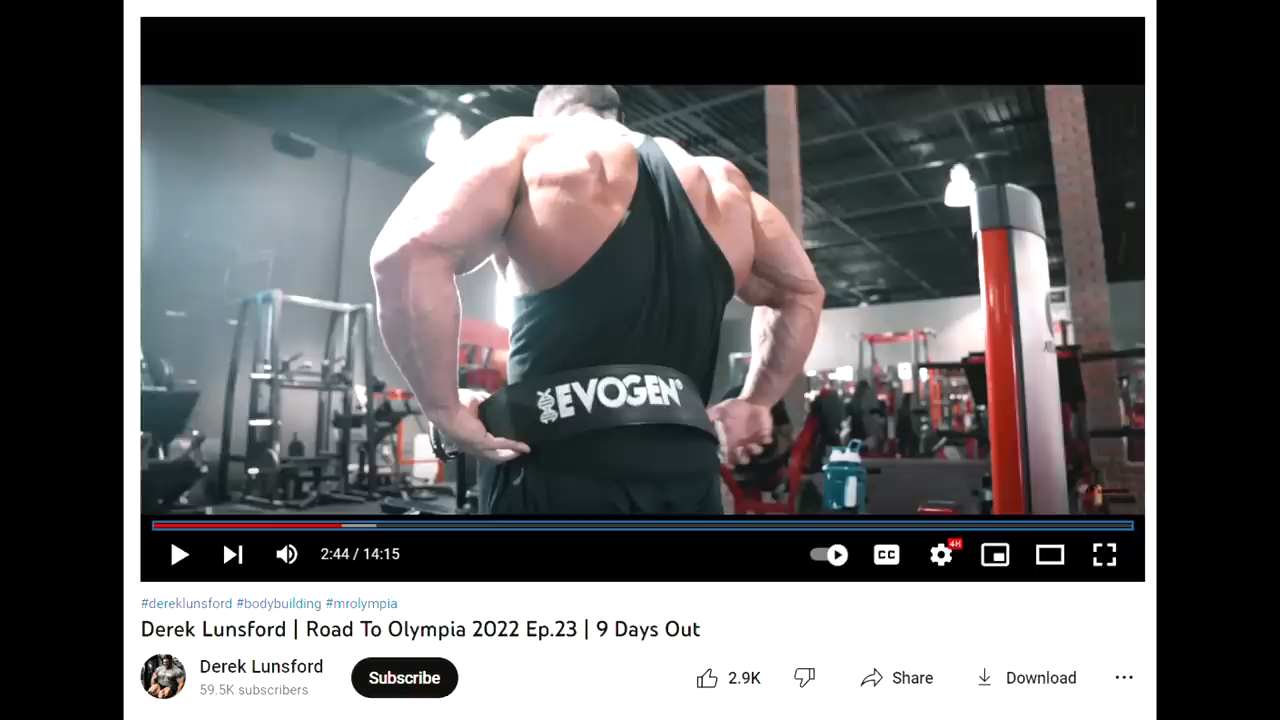 EVOGEN®
2:44 / 14:15
CC
4K
#dereklunsford #bodybuilding #mrolympia
Derek Lunsford | Road To Olympia 2022 Ep.23 | 9 Days Out
Derek Lunsford
59.5K subscribers
Subscribe
2.9K
Share
Download